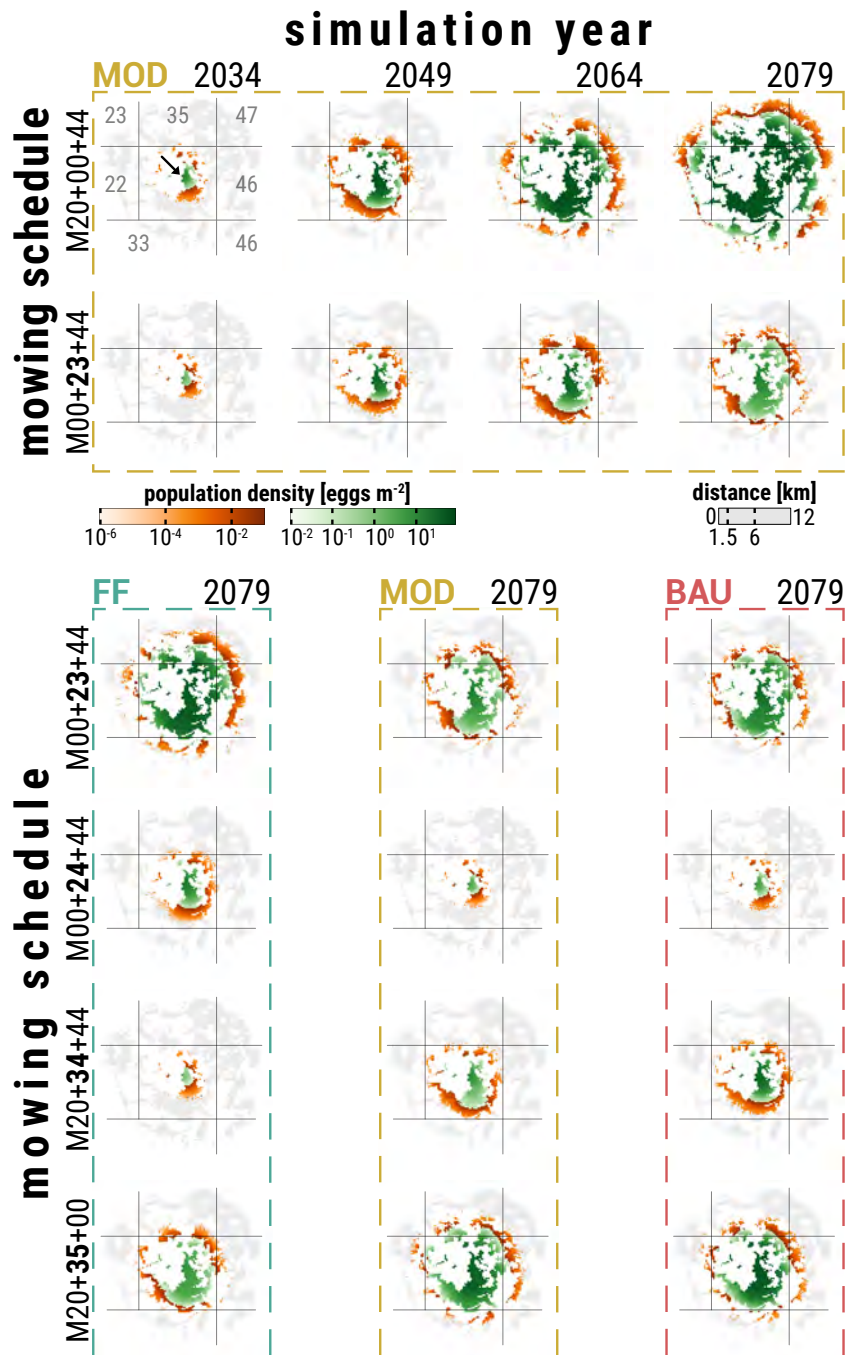 simulation year
MOD 2034 2049 2064 2079
mowing schedule
M20+00+44
23 35 47
22 46
33 46
M00+23+44
population density [eggs m-2]
10-6 10-4 10-2 10-2 10-1 100 101
distance [km]
0 12
1.5 6
FF 2079 MOD 2079 BAU 2079
mowing schedule
M00+23+44
M00+24+44
M20+34+44
M20+35+00